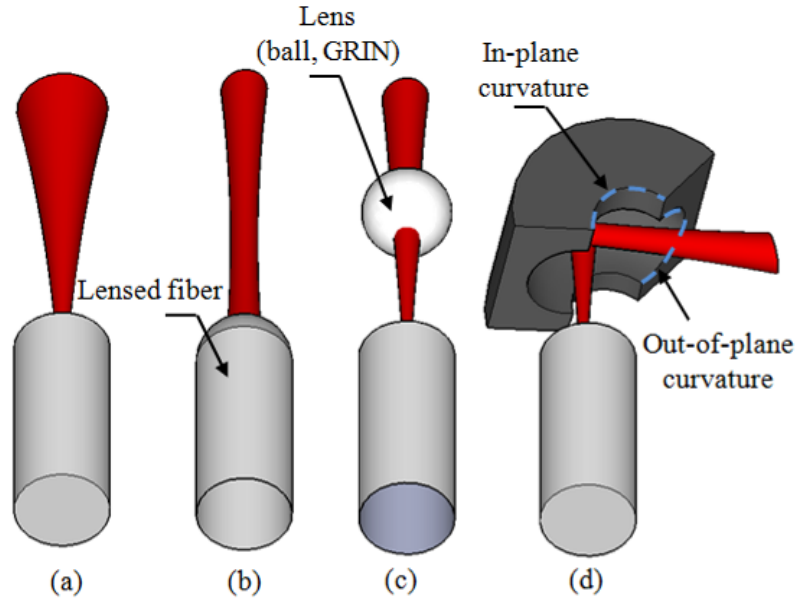 Lens
(ball, GRIN)
In-plane
curvature
Lensed fiber
Out-of-plane
curvature
(a)
(b)
(c)
(d)